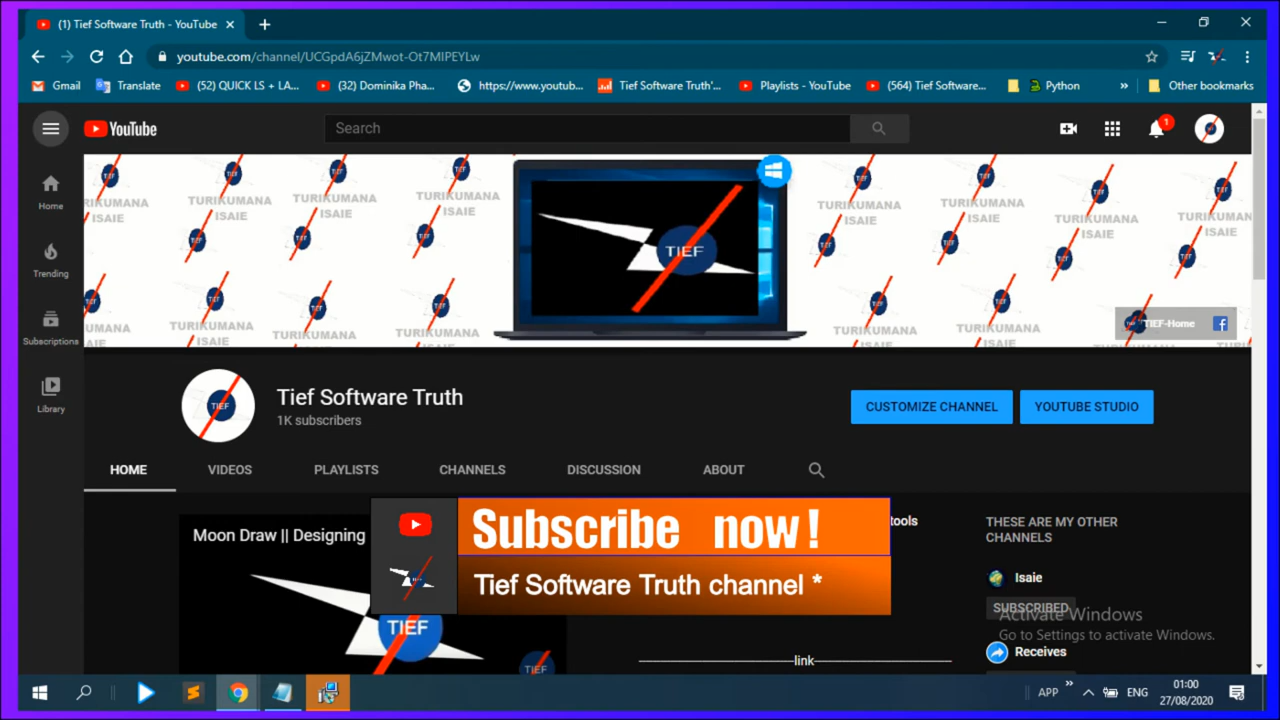 (1) Tief Software Truth - YouTube
youtube.com/channel/UCGpdA6jZMwot-Ot7MIPEYLw
Gmail
Translate
(52) QUICK LS + LA...
(32) Dominika Pha...
https://www.youtub...
Tief Software Truth'...
Playlists - YouTube
(564) Tief Software...
Python
»
Other bookmarks
YouTube
Search
1
Home
Trending
Subscriptions
Library
TURIKUMANA
ISAIE
TIEF
TIEF-Home
TIEF
Tief Software Truth
1K subscribers
CUSTOMIZE CHANNEL
YOUTUBE STUDIO
HOME
VIDEOS
PLAYLISTS
CHANNELS
DISCUSSION
ABOUT
Moon Draw || Designing
tools
Subscribe now!
Tief Software Truth channel *
TIEF
TIEF
link
THESE ARE MY OTHER
CHANNELS
Isaie
SUBSCRIBED
Receives
Activate Windows
Go to Settings to activate Windows.
APP
»
ENG
01:00
27/08/2020